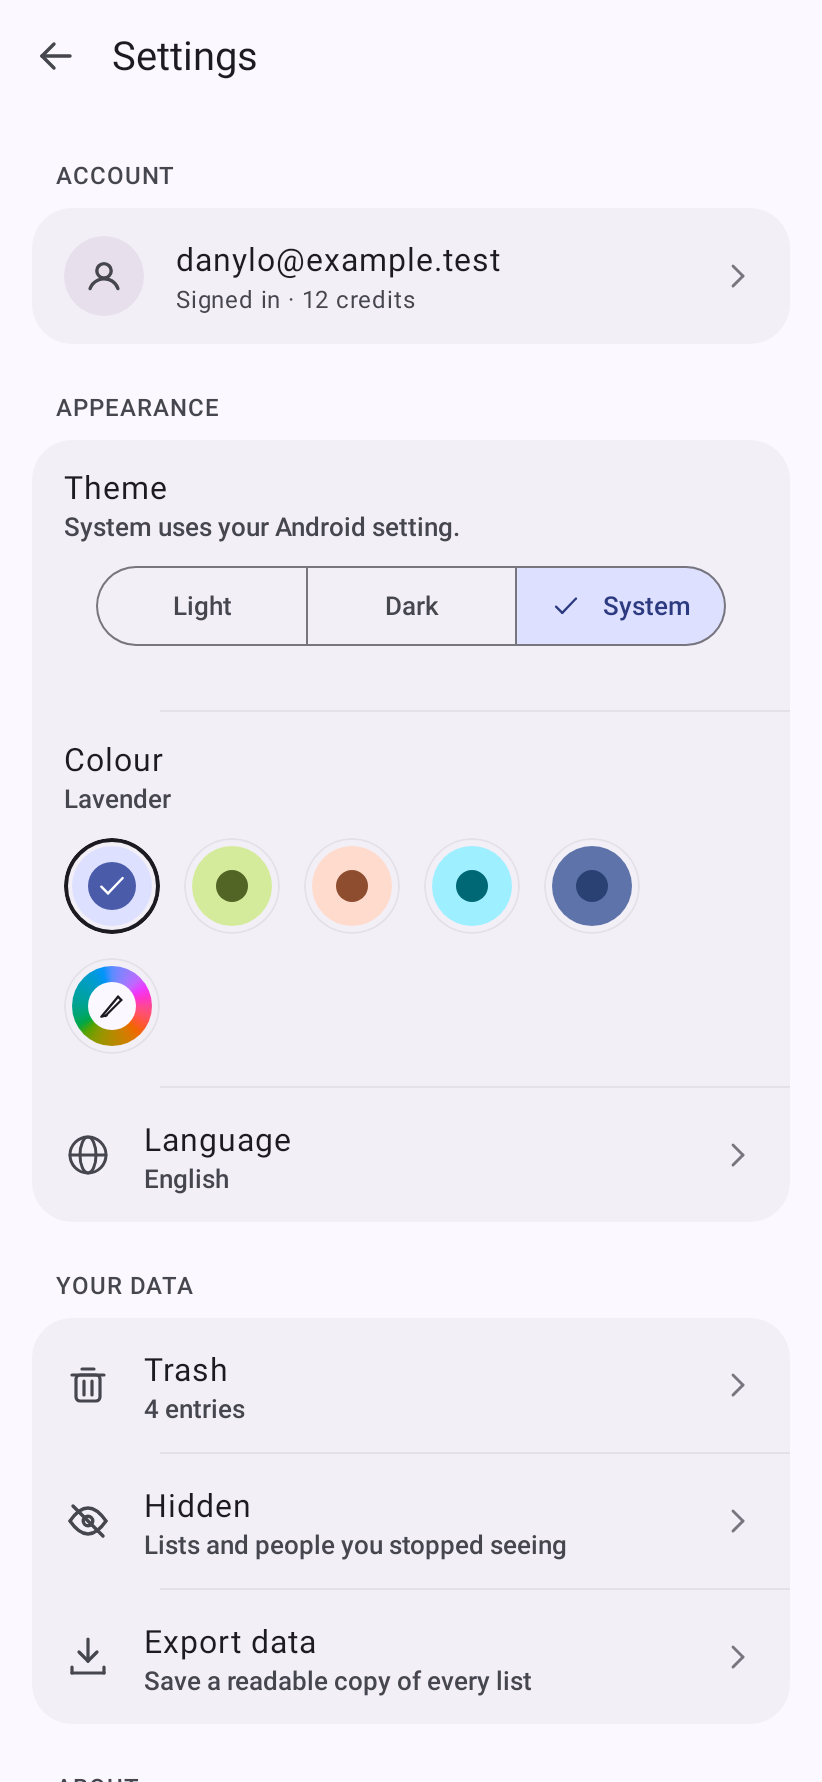 Settings
ACCOUNT
danylo@example.test
Signed in · 12 credits
APPEARANCE
Theme
System uses your Android setting.
Light
Dark
System
Colour
Lavender
Language
English
YOUR DATA
Trash
4 entries
Hidden
Lists and people you stopped seeing
Export data
Save a readable copy of every list